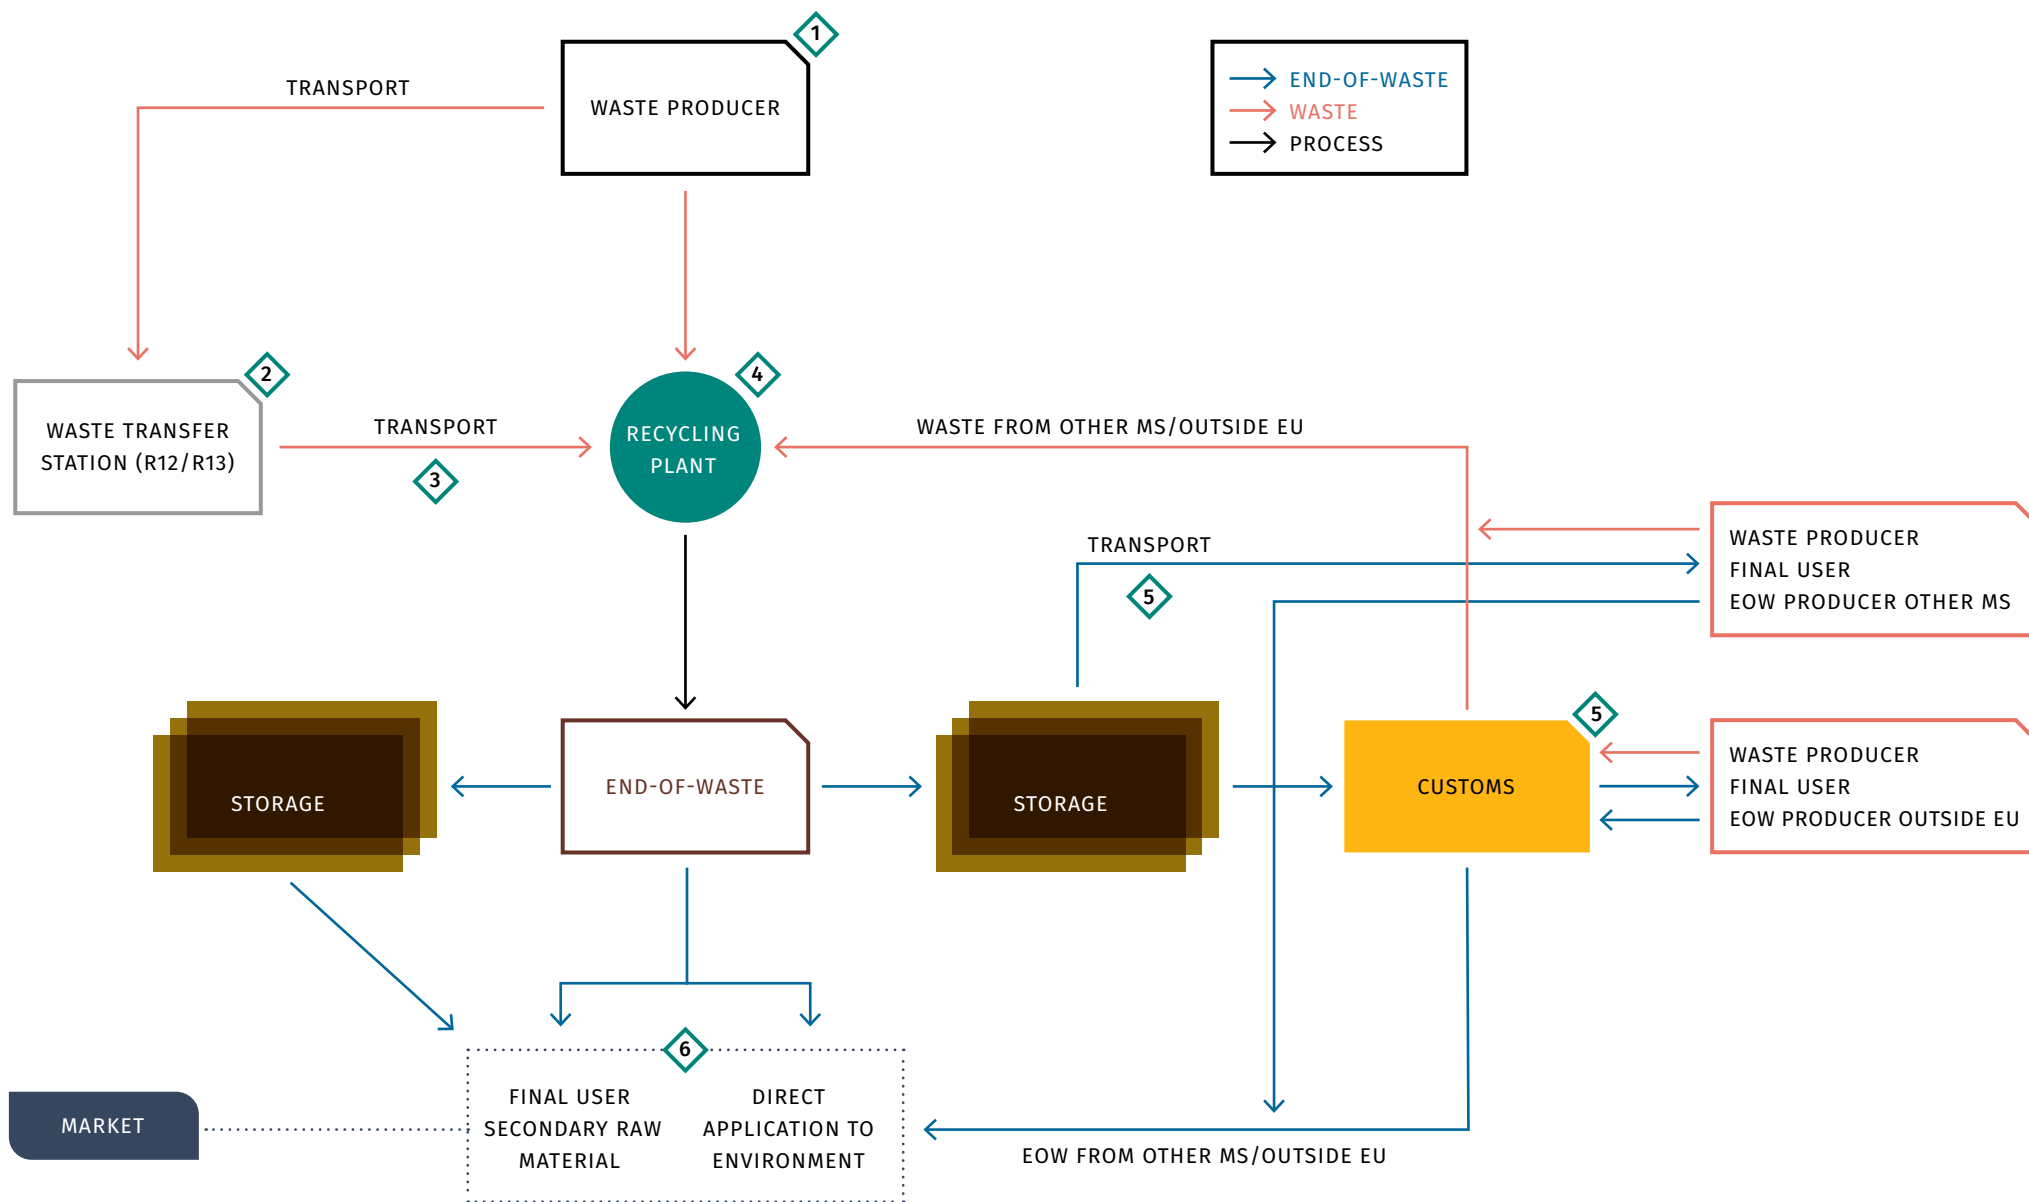 1
WASTE PRODUCER
TRANSPORT
END-OF-WASTE
WASTE
PROCESS
2
WASTE TRANSFER
STATION (R12/R13)
TRANSPORT
3
4
RECYCLING
PLANT
WASTE FROM OTHER MS/OUTSIDE EU
TRANSPORT
5
WASTE PRODUCER
FINAL USER
EOW PRODUCER OTHER MS
STORAGE
END-OF-WASTE
STORAGE
CUSTOMS
5
WASTE PRODUCER
FINAL USER
EOW PRODUCER OUTSIDE EU
6
FINAL USER
SECONDARY RAW
MATERIAL
DIRECT
APPLICATION TO
ENVIRONMENT
MARKET
EOW FROM OTHER MS/OUTSIDE EU